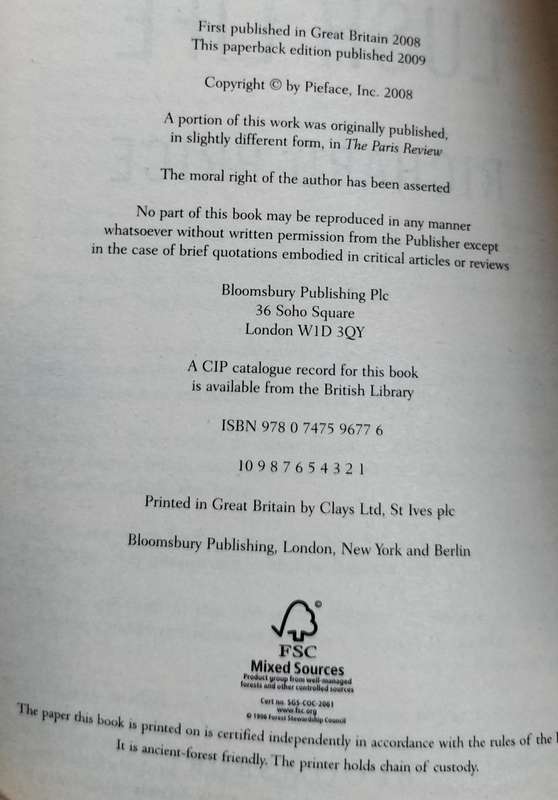 First published in Great Britain 2008
This paperback edition published 2009
Copyright © by Pieface, Inc. 2008
A portion of this work was originally published,
in slightly different form, in The Paris Review
The moral right of the author has been asserted
No part of this book may be reproduced in any manner
whatsoever without written permission from the Publisher except
in the case of brief quotations embodied in critical articles or reviews
Bloomsbury Publishing Plc
36 Soho Square
London W1D 3QY
A CIP catalogue record for this book
is available from the British Library
ISBN 978 0 7475 9677 6
10 9 8 7 6 5 4 3 2 1
Printed in Great Britain by Clays Ltd, St Ives plc
Bloomsbury Publishing, London, New York and Berlin
©
FSC
Mixed Sources
Product group from well-managed
forests and other controlled sources
Cert no. SGS-COC-2061
www.fsc.org
© 1996 Forest Stewardship Council
The paper this book is printed on is certified independently in accordance with the rules of the
It is ancient-forest friendly. The printer holds chain of custody.